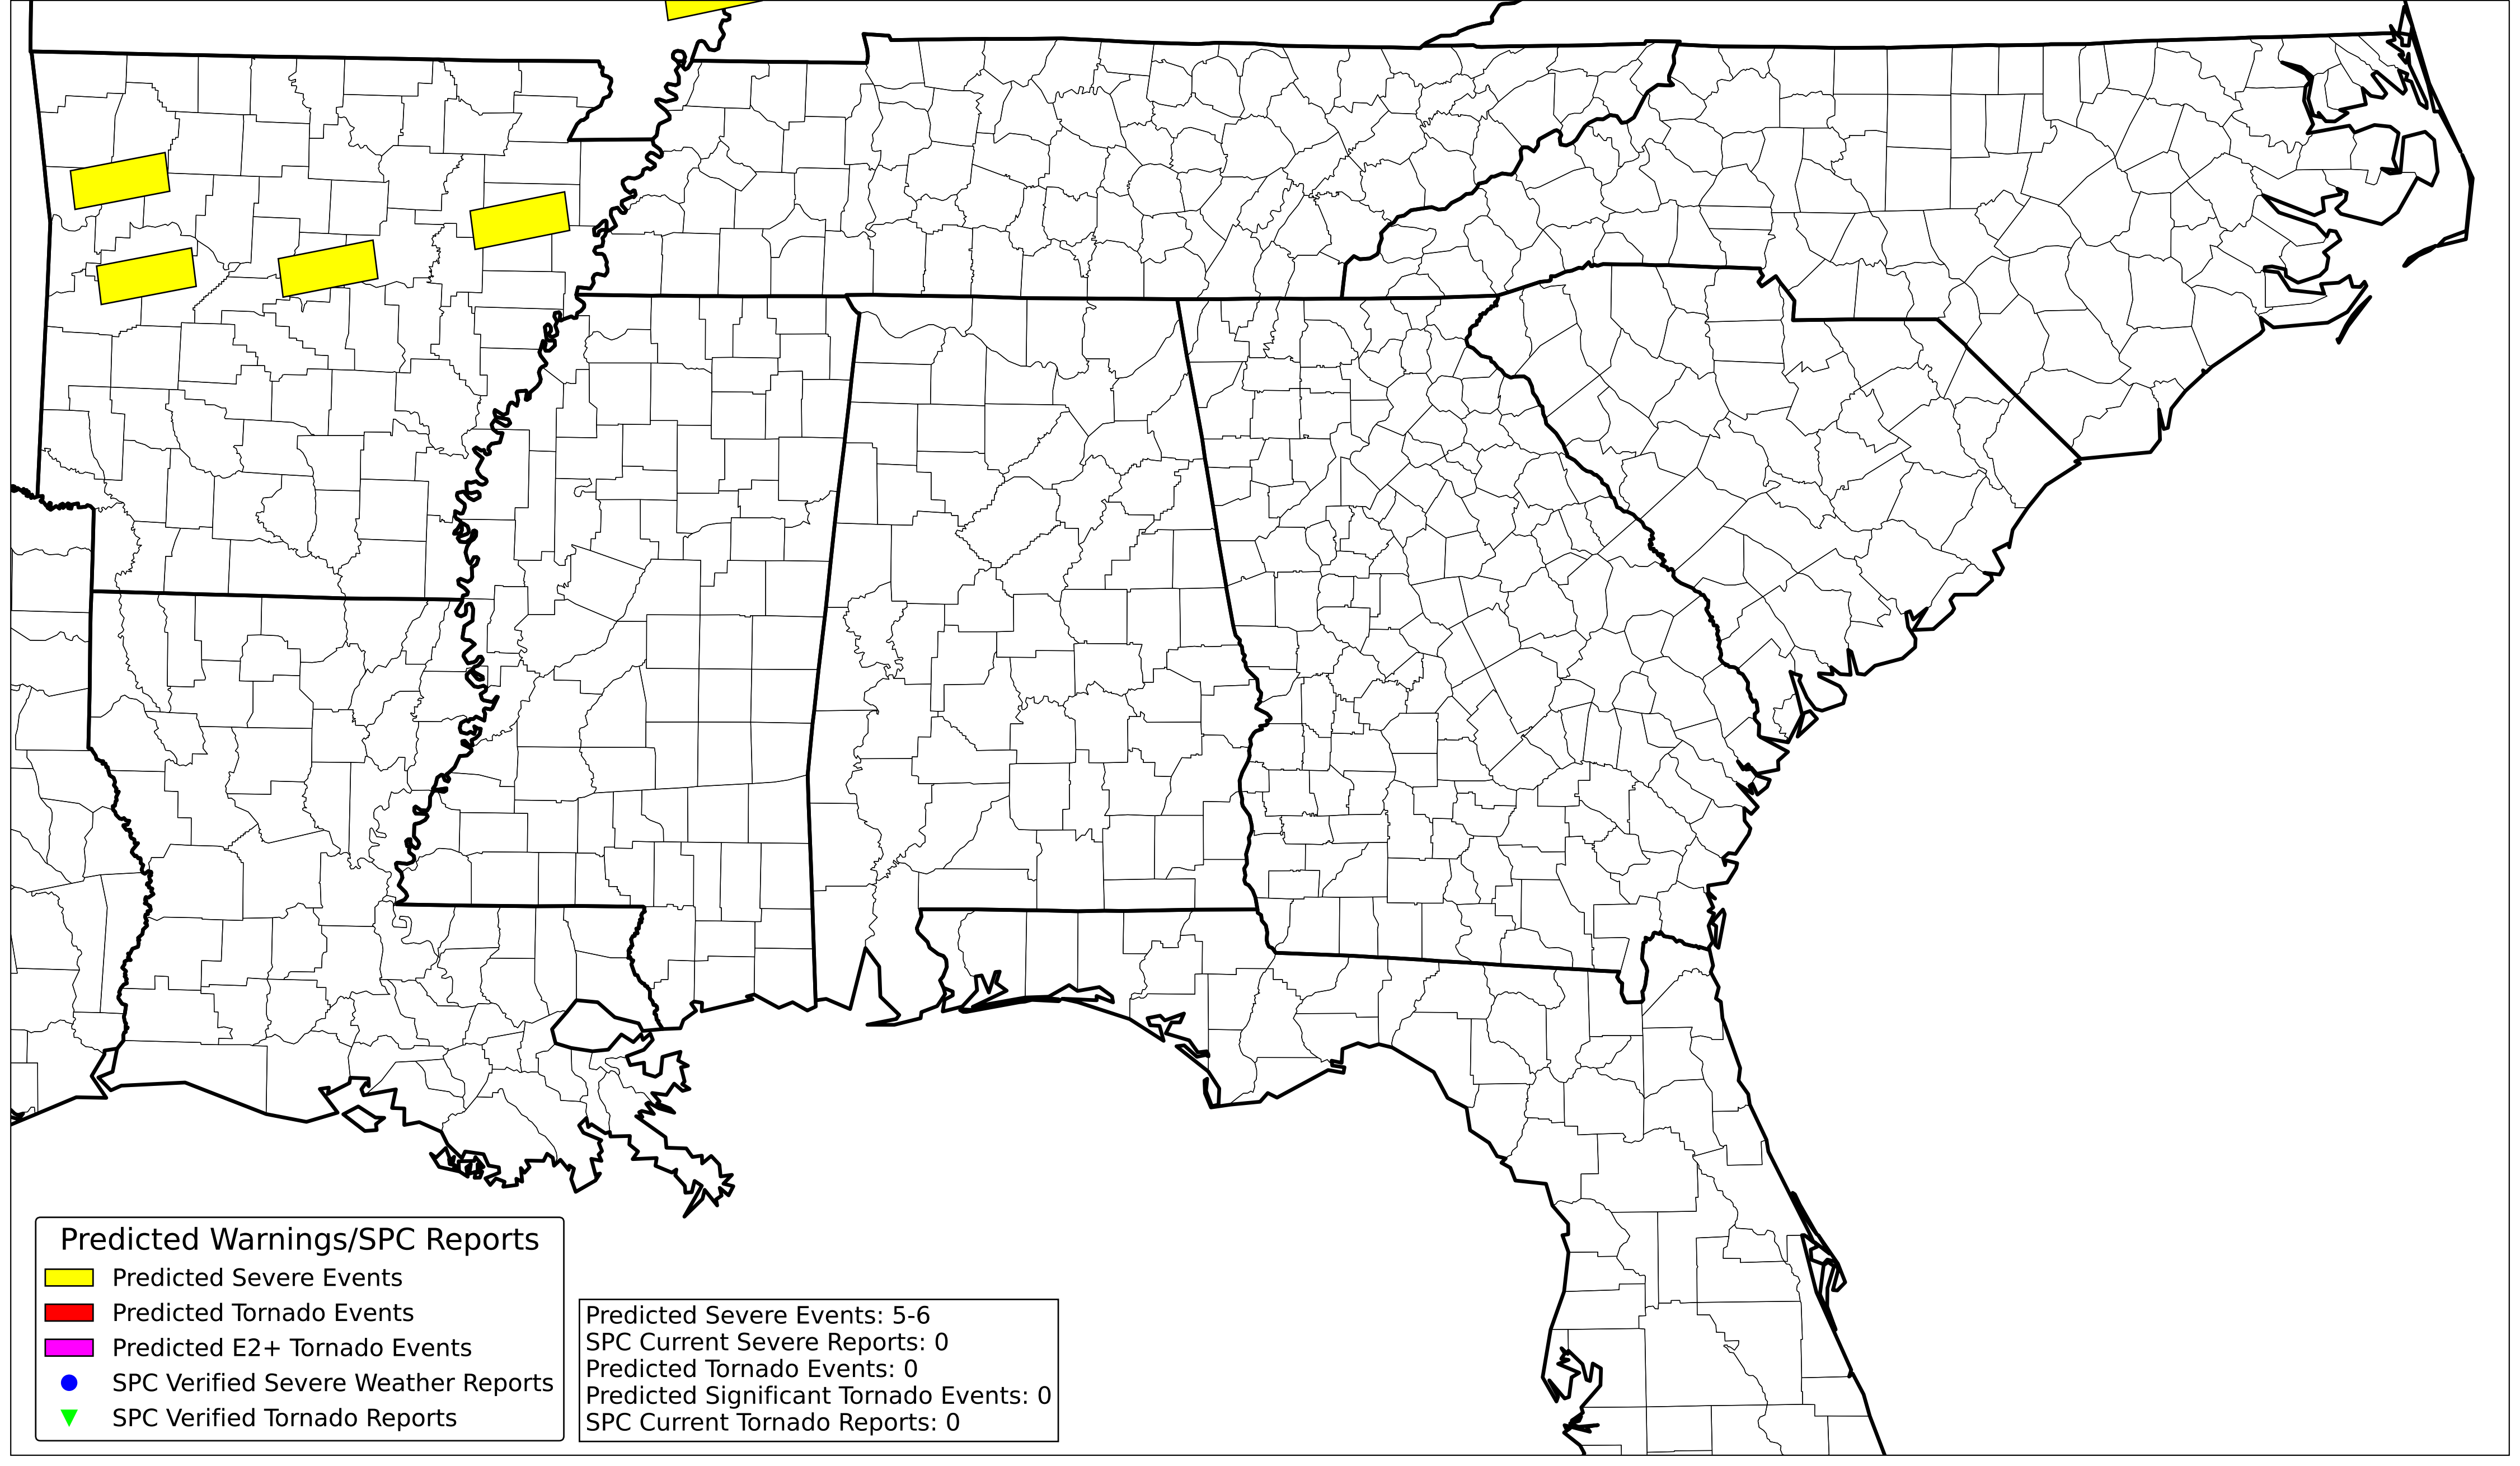 Predicted Warnings/SPC Reports
Predicted Severe Events
Predicted Tornado Events
Predicted E2+ Tornado Events
SPC Verified Severe Weather Reports
SPC Verified Tornado Reports
Predicted Severe Events: 5-6
SPC Current Severe Reports: 0
Predicted Tornado Events: 0
Predicted Significant Tornado Events: 0
SPC Current Tornado Reports: 0